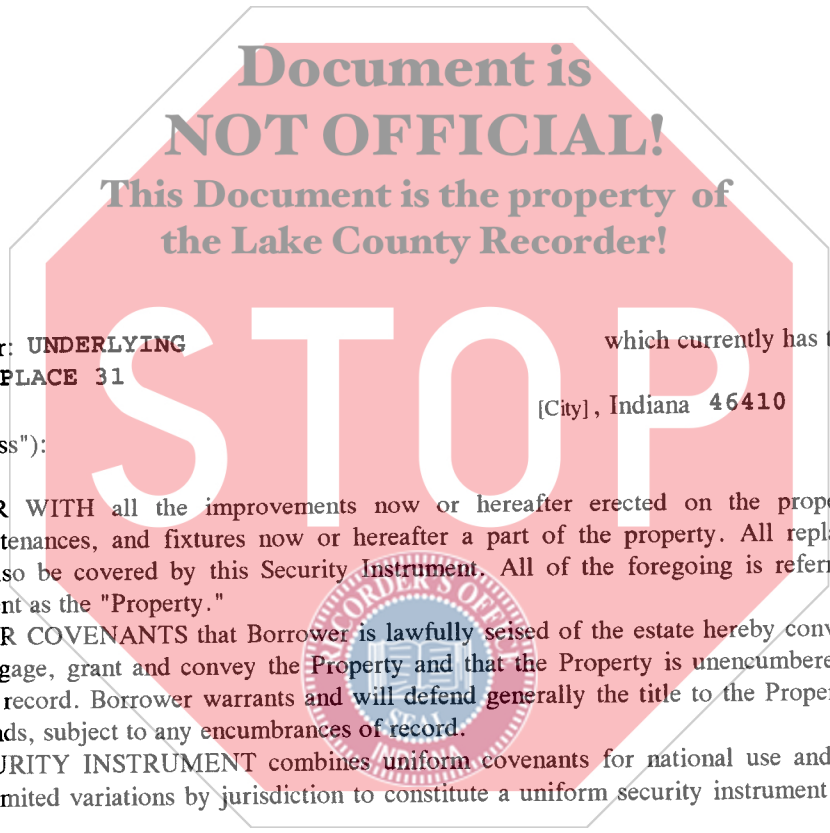 Document is
NOT OFFICIAL!
This Document is the property of
the Lake County Recorder!
STOP
r: UNDERLYING which currently has t
PLACE 31
[City], Indiana 46410
ss"):
R WITH all the improvements now or hereafter erected on the prope
tenances, and fixtures now or hereafter a part of the property. All repla
so be covered by this Security Instrument. All of the foregoing is referr
nt as the "Property."
R COVENANTS that Borrower is lawfully seised of the estate hereby conv
gage, grant and convey the Property and that the Property is unencumbere
record. Borrower warrants and will defend generally the title to the Proper
ds, subject to any encumbrances of record.
URITY INSTRUMENT combines uniform covenants for national use and
mited variations by jurisdiction to constitute a uniform security instrument
RECORDER'S OFFICE
SEAL
INDIANA